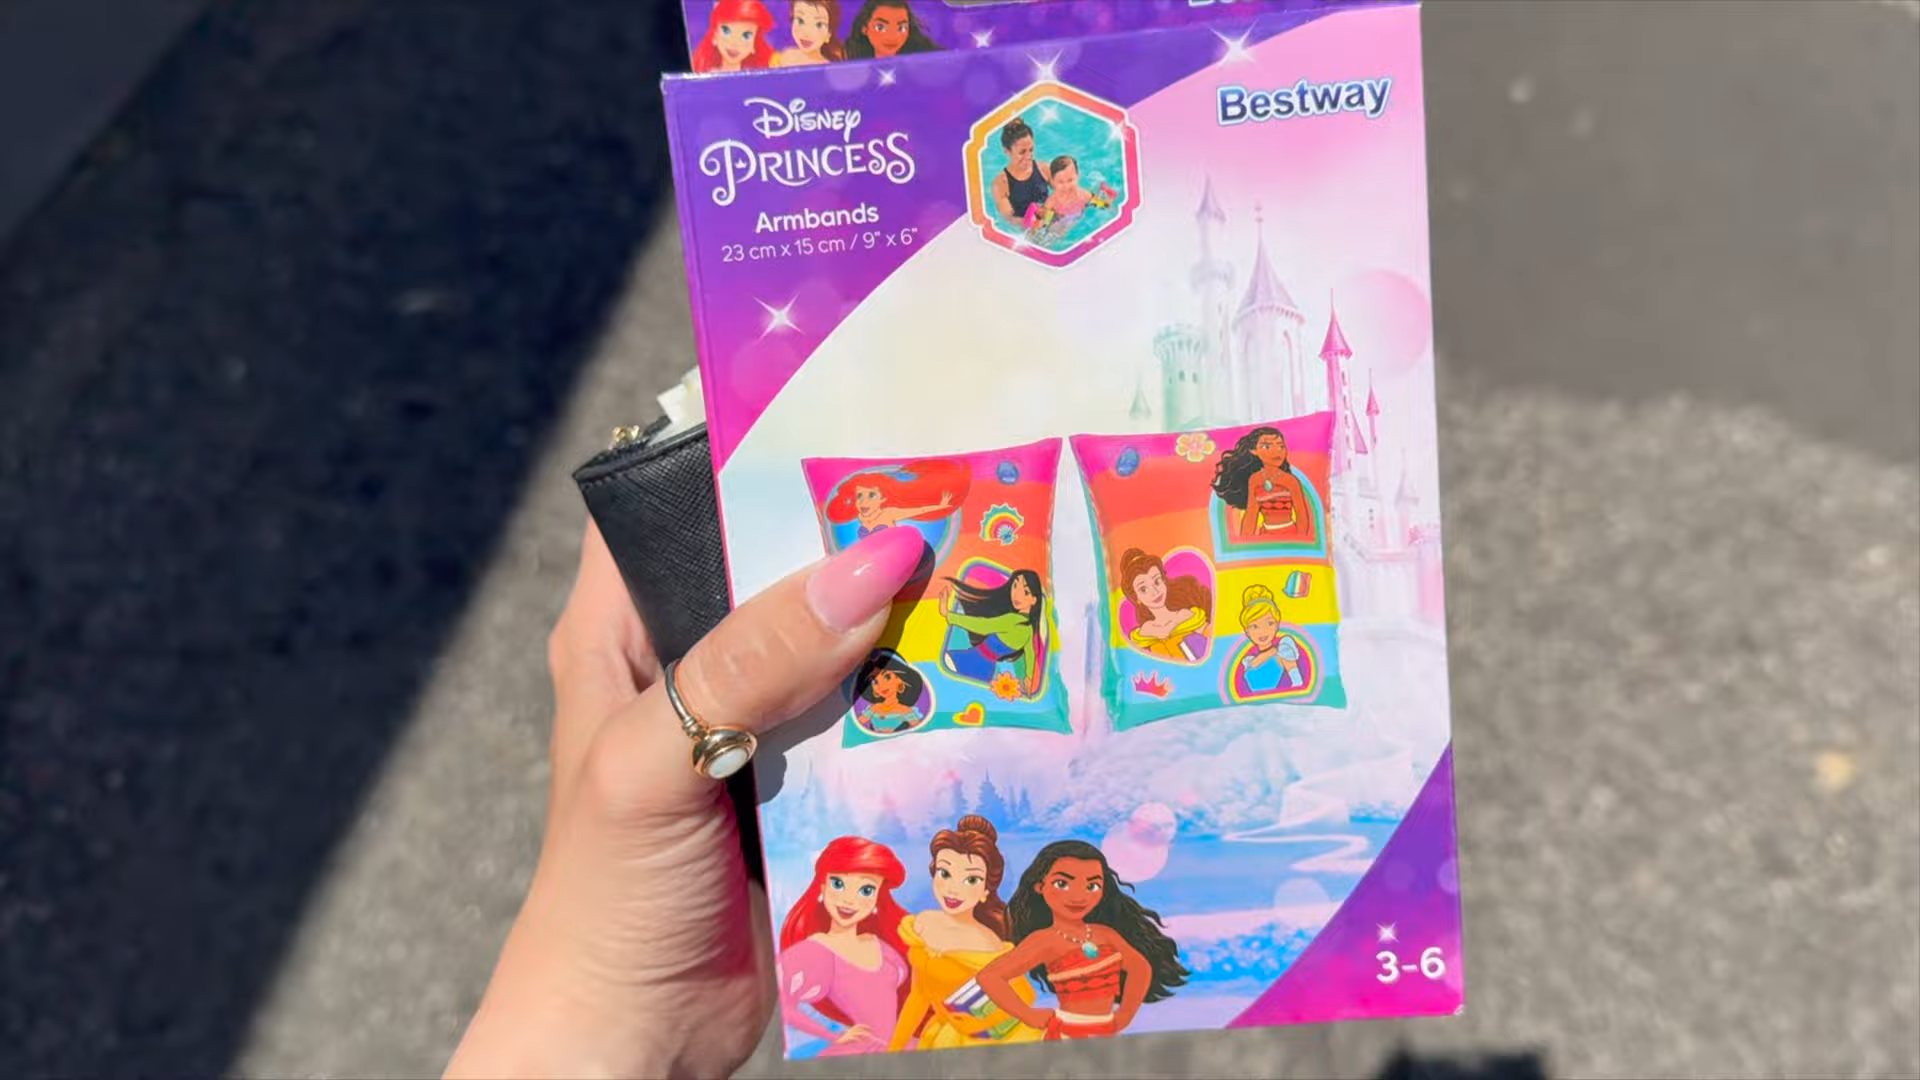 Disney
PRINCESS
Bestway
Armbands
23 cm x 15 cm / 9" x 6"
3-6